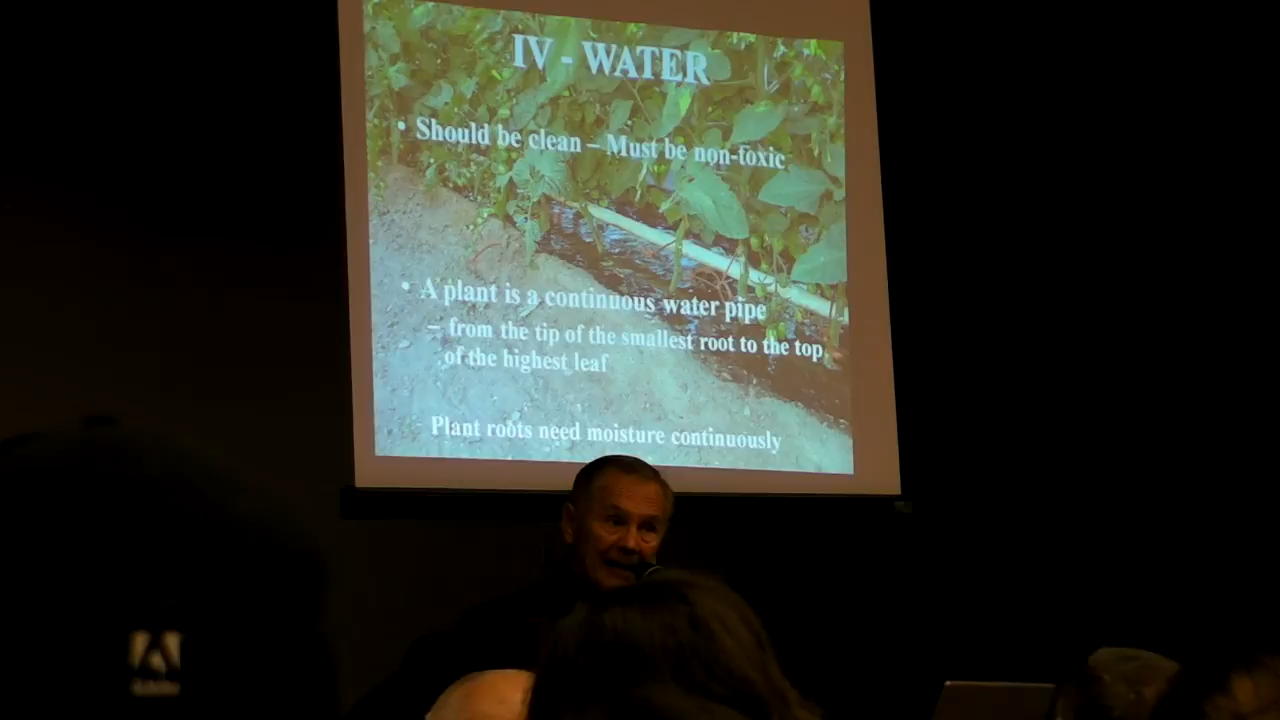 IV - WATER
• Should be clean – Must be non-toxic
• A plant is a continuous water pipe
– from the tip of the smallest root to the top
of the highest leaf
Plant roots need moisture continuously